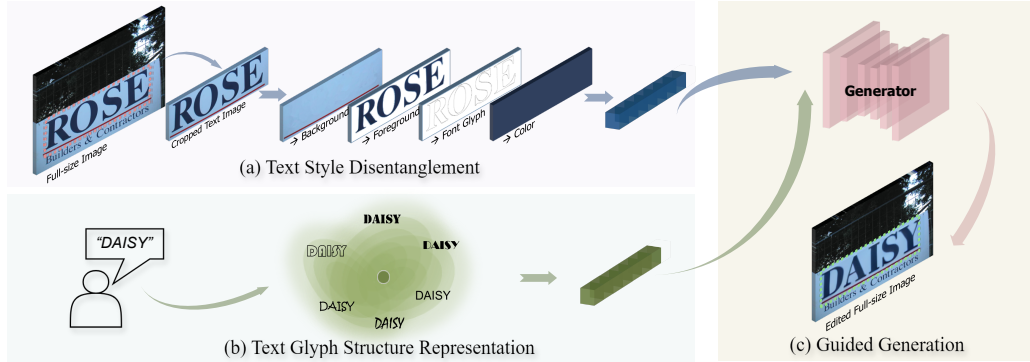 ROSE
Builders & Contractors
Full-size Image
ROSE
Cropped Text Image
→ Background
ROSE
→ Foreground
ROSE
→ Font Glyph
→ Color
(a) Text Style Disentanglement
"DAISY"
DAISY
DAISY
DAISY
DAISY
DAISY
DAISY
(b) Text Glyph Structure Representation
Generator
DAISY
Builders & Contractors
Edited Full-size Image
(c) Guided Generation